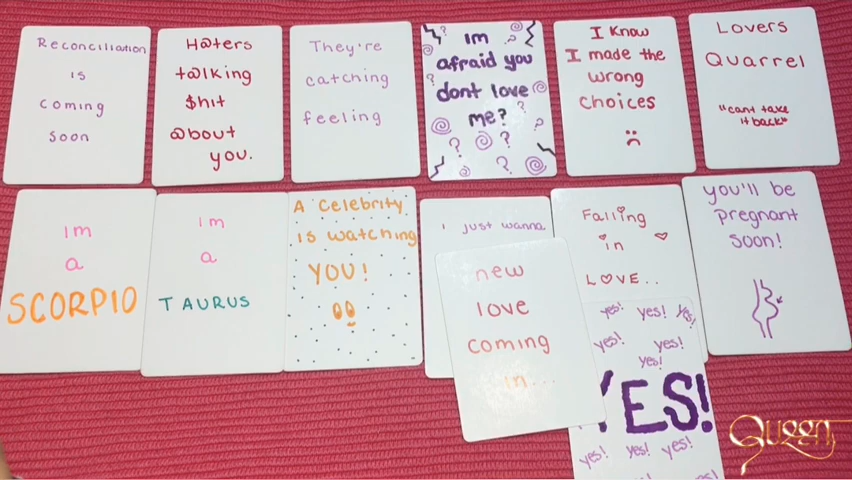 Reconciliation
is
coming
soon
H@ters
t@lking
$hit
@bout
you.
They're
catching
feeling
Im
afraid you
dont love
me?
I Know
I made the
wrong
choices
Lovers
Quarrel
"cant take
it back"
im
a
SCORPIO
im
a
TAURUS
A celebrity
is watching
YOU!
i just wanna
new
love
coming
in...
Falling
in
LOVE..
yes! yes! yes!
yes! yes!
yes!
YES!
yes! yes! yes!
you'll be
pregnant
soon!
Queen